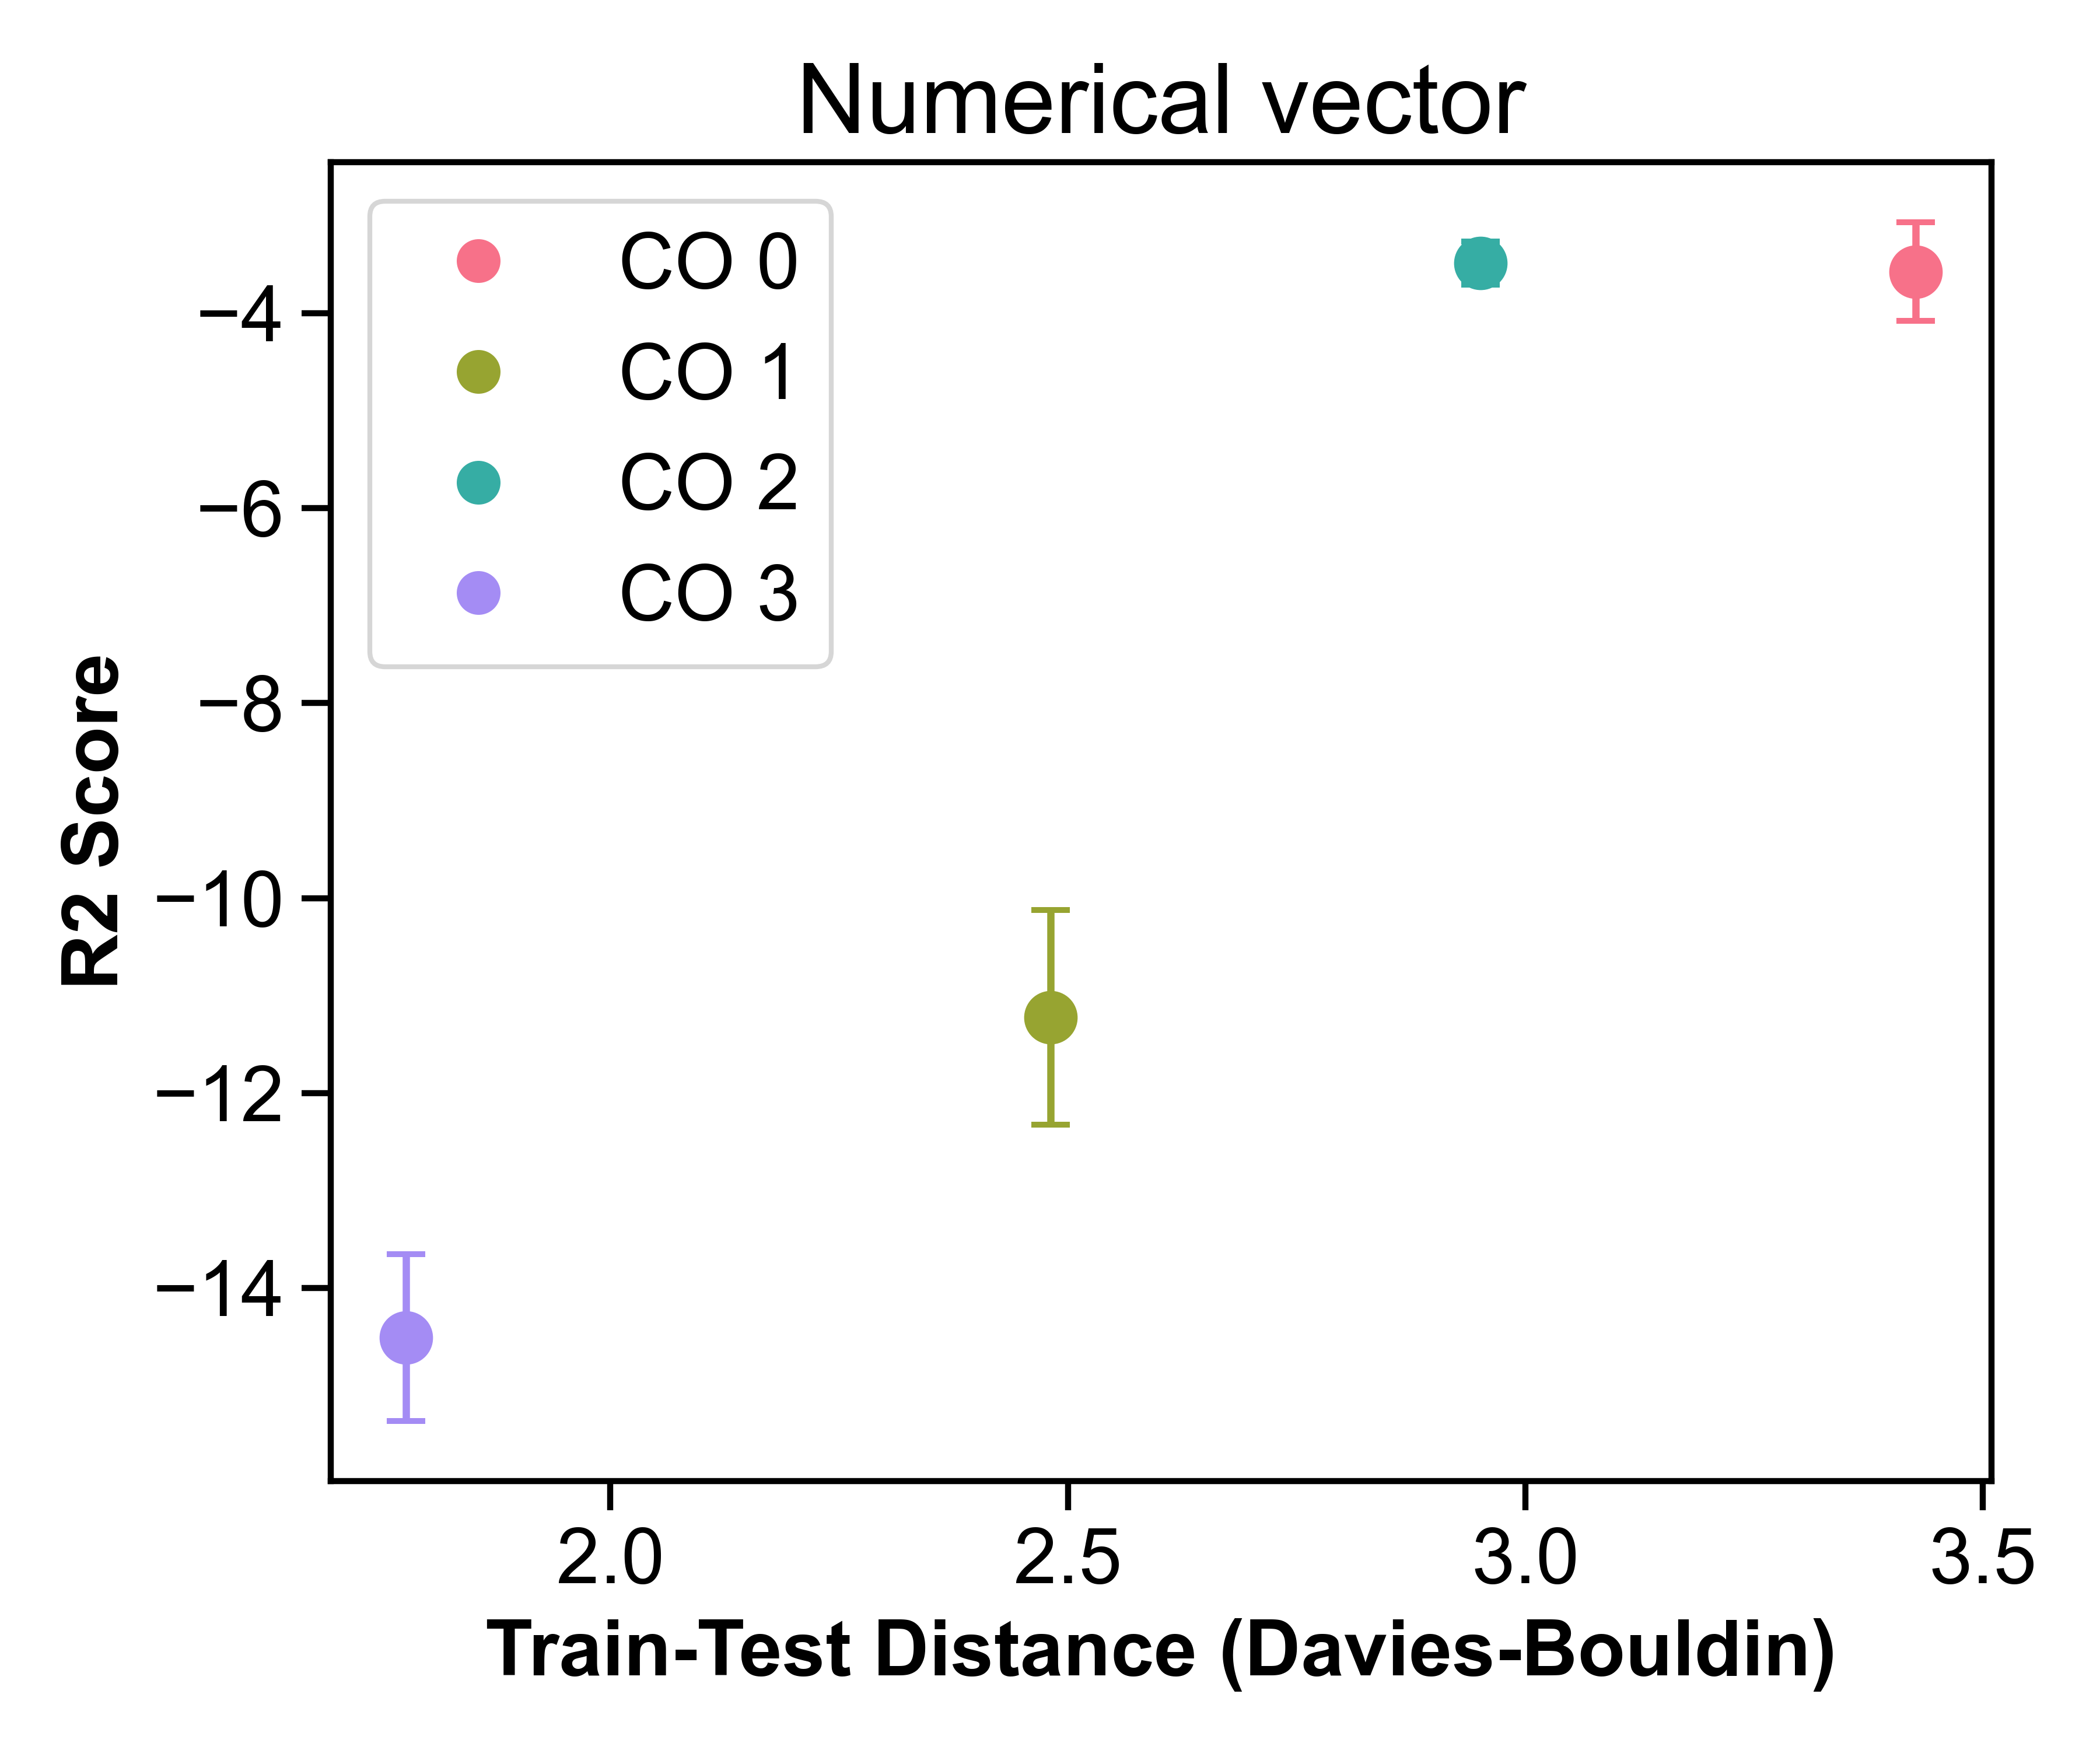 Numerical vector
CO 0
CO 1
CO 2
CO 3
R2 Score
−4
−6
−8
−10
−12
−14
2.0 2.5 3.0 3.5
Train-Test Distance (Davies-Bouldin)